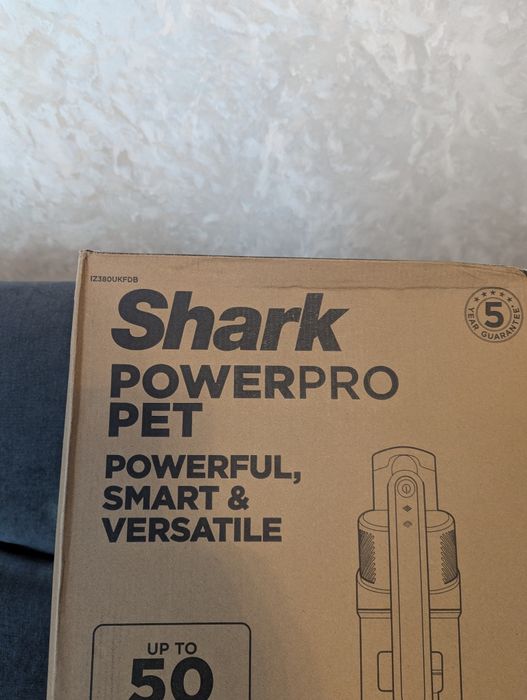 IZ380UKFDB
Shark
POWERPRO
PET
POWERFUL,
SMART &
VERSATILE
5
YEAR GUARANTEE*
UP TO
50